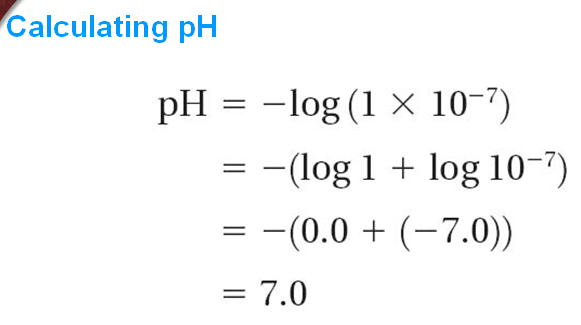 Calculating pH
pH = −log (1 × 10⁻⁷)
= −(log 1 + log 10⁻⁷)
= −(0.0 + (−7.0))
= 7.0